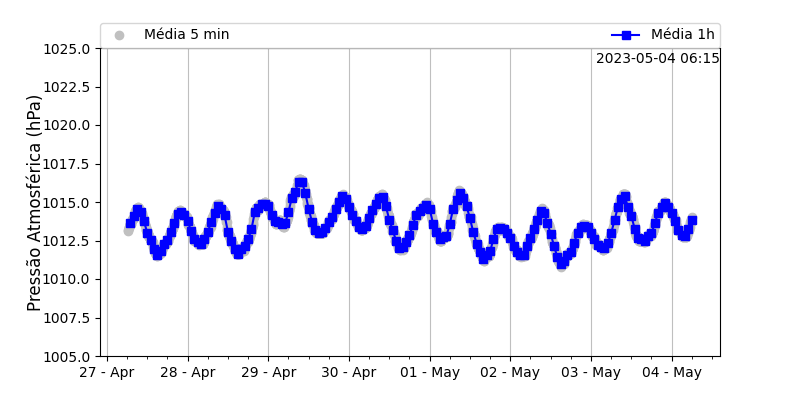 Média 5 min
Média 1h
2023-05-04 06:15
Pressão Atmosférica (hPa)
1025.0
1022.5
1020.0
1017.5
1015.0
1012.5
1010.0
1007.5
1005.0
27 - Apr
28 - Apr
29 - Apr
30 - Apr
01 - May
02 - May
03 - May
04 - May